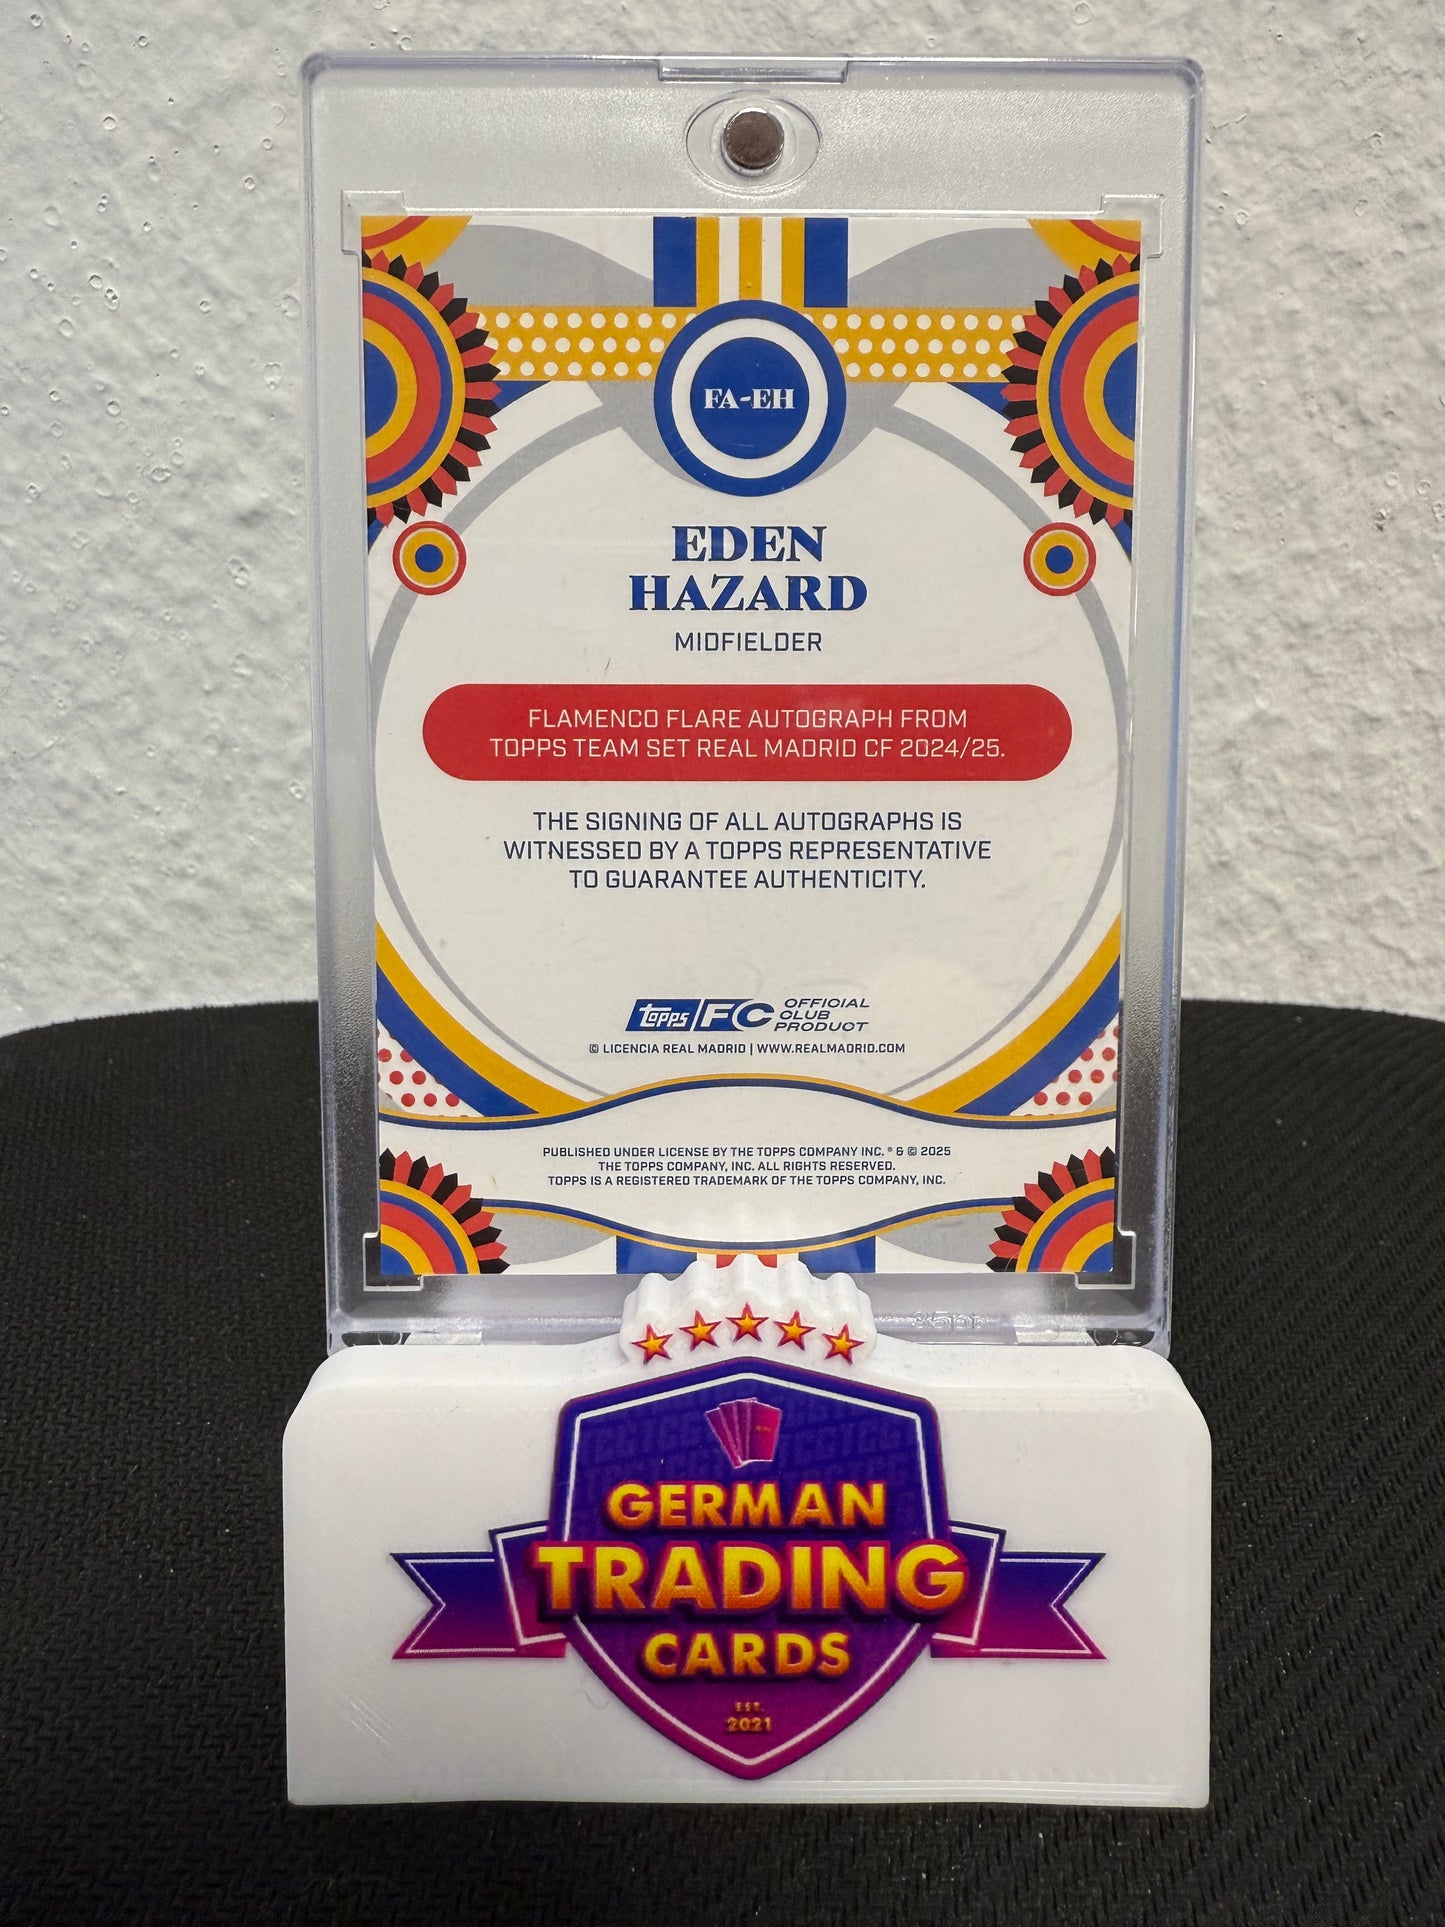 FA-EH
EDEN
HAZARD
MIDFIELDER
FLAMENCO FLARE AUTOGRAPH FROM
TOPPS TEAM SET REAL MADRID CF 2024/25.
THE SIGNING OF ALL AUTOGRAPHS IS
WITNESSED BY A TOPPS REPRESENTATIVE
TO GUARANTEE AUTHENTICITY.
topps FC OFFICIAL
CLUB
PRODUCT
© LICENCIA REAL MADRID | WWW.REALMADRID.COM
PUBLISHED UNDER LICENSE BY THE TOPPS COMPANY INC. ® & © 2025
THE TOPPS COMPANY, INC. ALL RIGHTS RESERVED.
TOPPS IS A REGISTERED TRADEMARK OF THE TOPPS COMPANY, INC.
GERMAN
TRADING
CARDS
EST.
2021